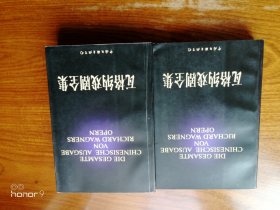 瓦格纳戏剧全集
DIE GESAMTE
CHINESISCHE AUSGABE
VON
RICHARD WAGNERS
OPERN
瓦格纳戏剧全集
DIE GESAMTE
CHINESISCHE AUSGABE
VON
RICHARD WAGNERS
OPERN
honor 9